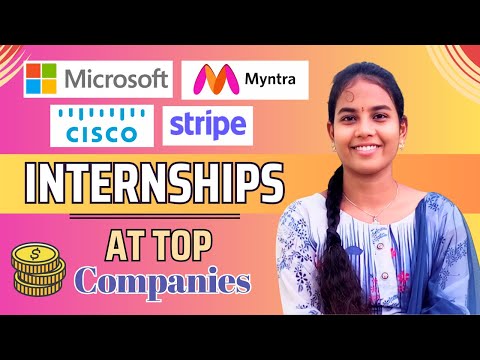 Microsoft
Myntra
CISCO
stripe
INTERNSHIPS
AT TOP
$
Companies